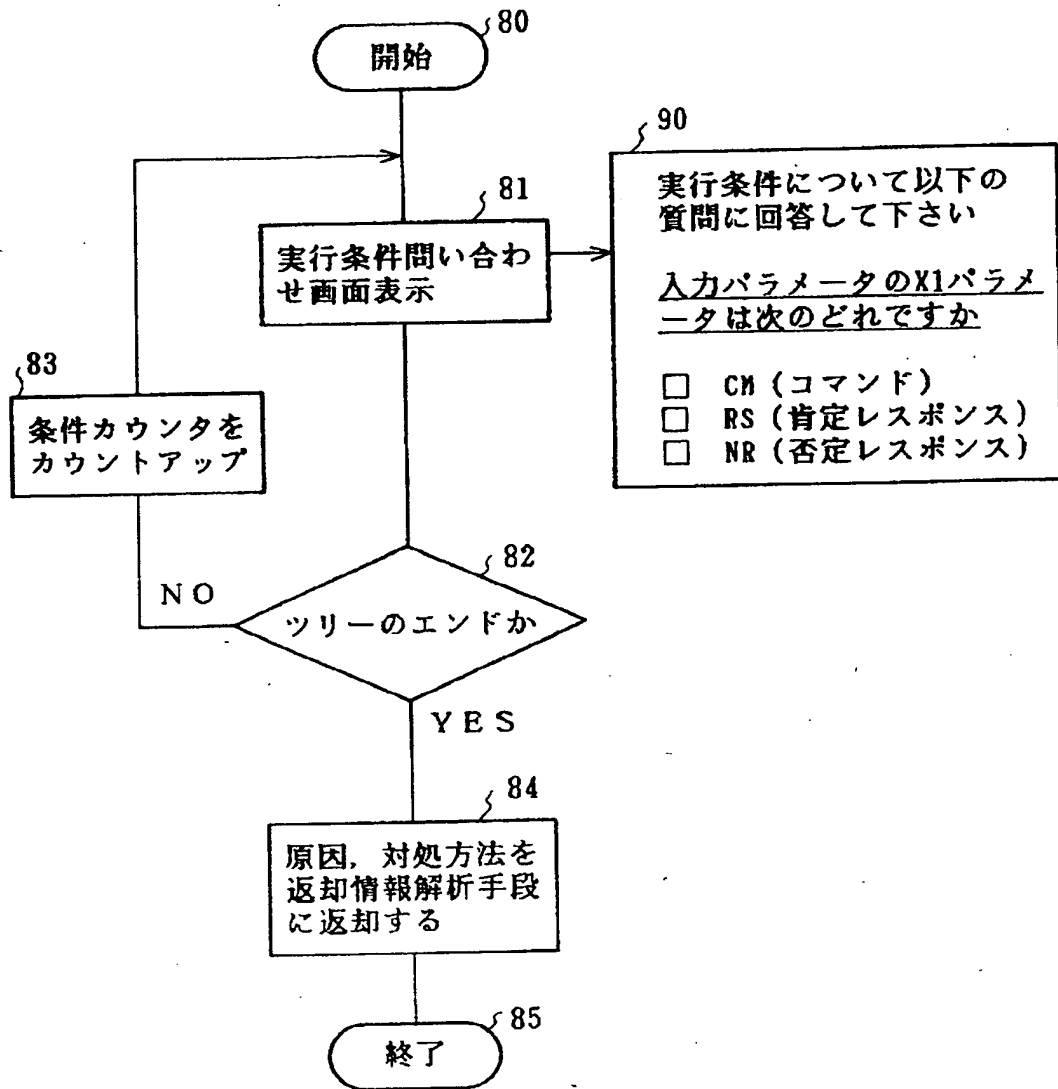 80
開始
90
実行条件について以下の
質問に回答して下さい
入力パラメータのX1パラメ
ータは次のどれですか
□ CM(コマンド)
□ RS(肯定レスポンス)
□ NR(否定レスポンス)
81
実行条件問い合わ
せ画面表示
83
条件カウンタを
カウントアップ
82
ツリーのエンドか
NO
YES
84
原因,対処方法を
返却情報解析手段
に返却する
85
終了